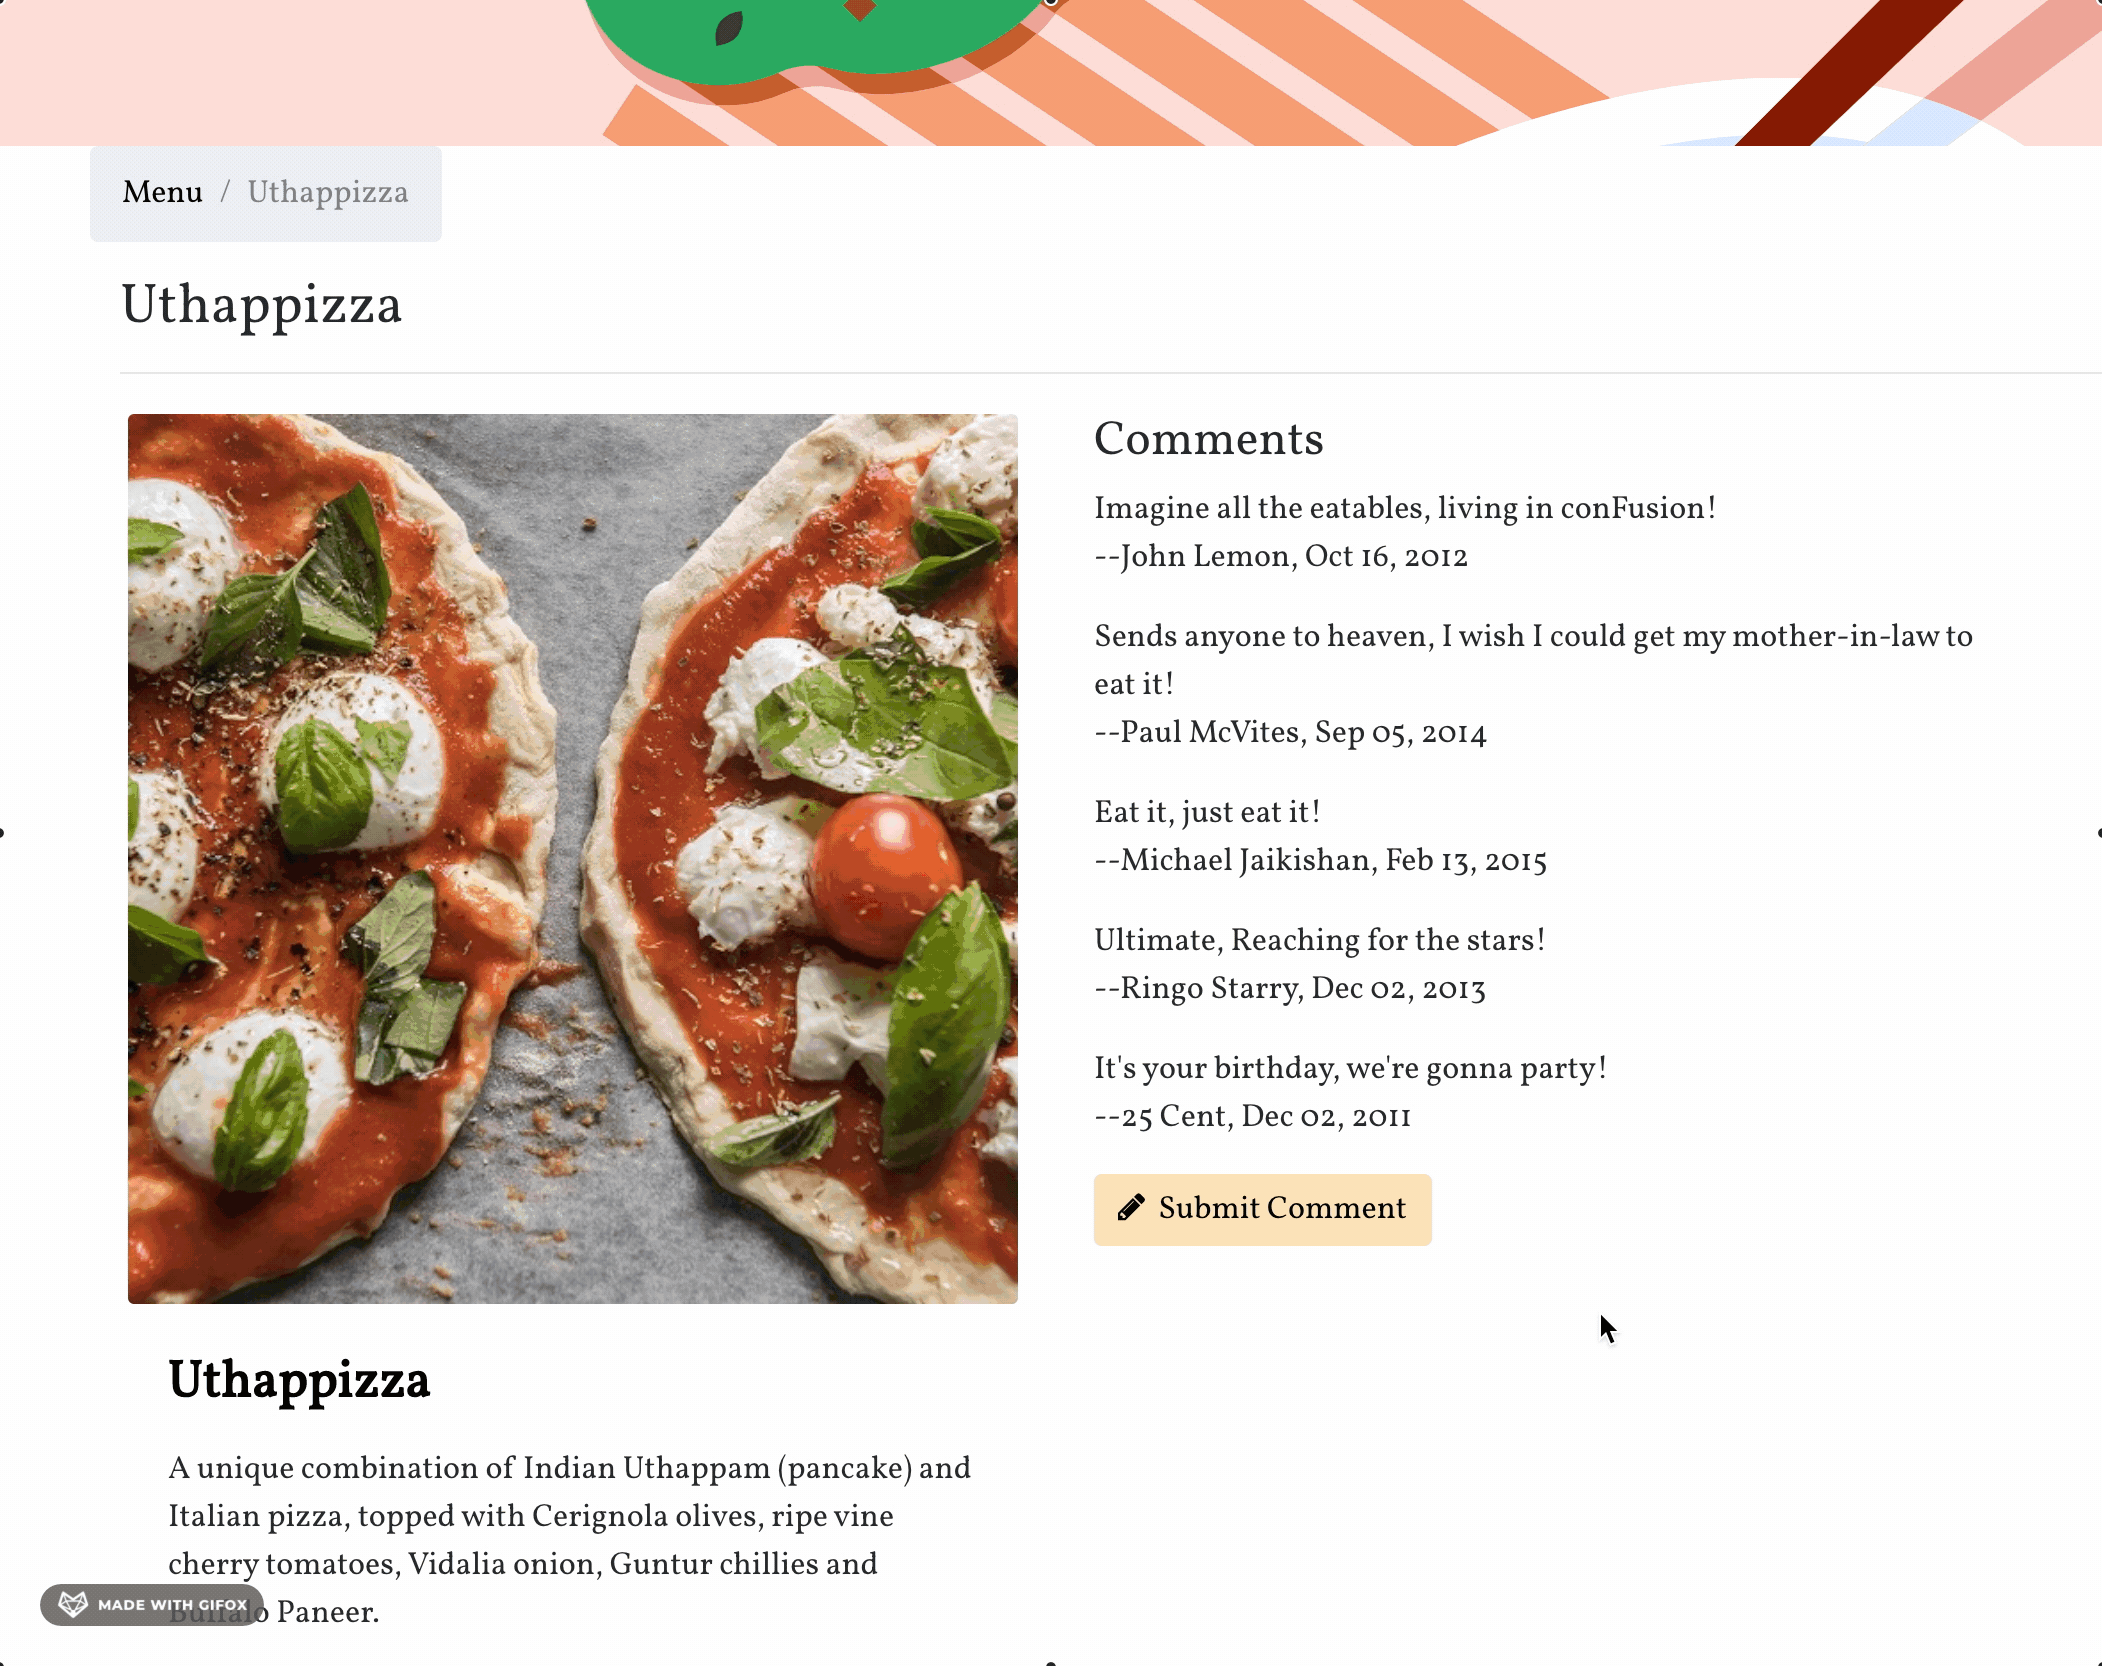 Menu / Uthappizza
Uthappizza
Comments
Imagine all the eatables, living in conFusion!
--John Lemon, Oct 16, 2012
Sends anyone to heaven, I wish I could get my mother-in-law to
eat it!
--Paul McVites, Sep 05, 2014
Eat it, just eat it!
--Michael Jaikishan, Feb 13, 2015
Ultimate, Reaching for the stars!
--Ringo Starry, Dec 02, 2013
It's your birthday, we're gonna party!
--25 Cent, Dec 02, 2011
Submit Comment
Uthappizza
A unique combination of Indian Uthappam (pancake) and
Italian pizza, topped with Cerignola olives, ripe vine
cherry tomatoes, Vidalia onion, Guntur chillies and
Buffalo Paneer.
MADE WITH GIFOX